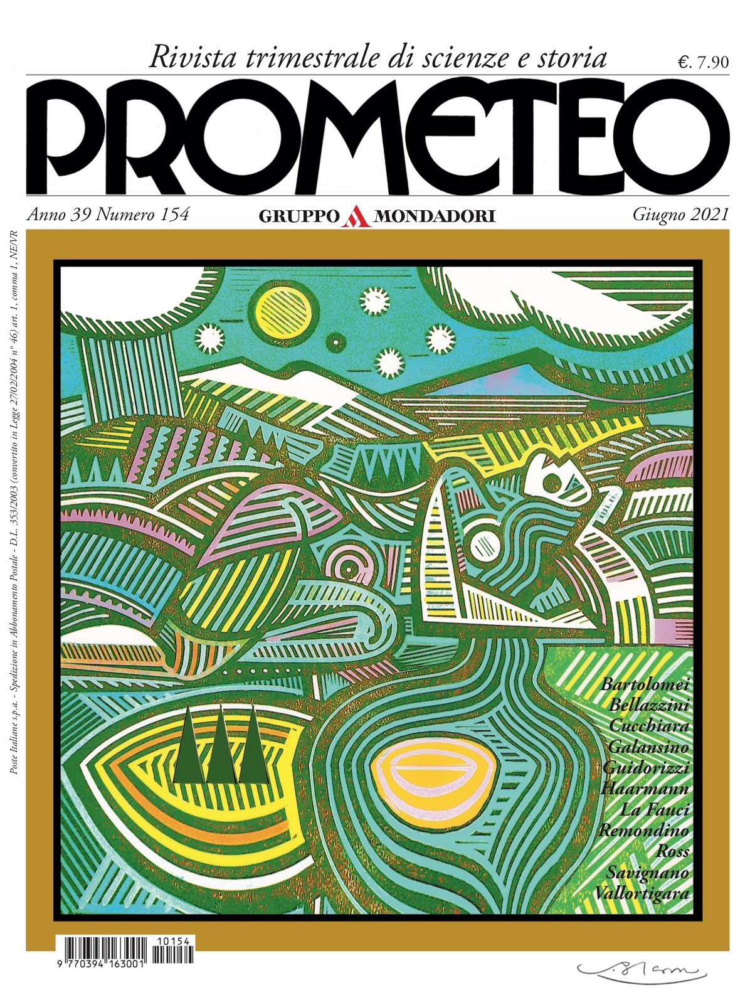 Rivista trimestrale di scienze e storia
€. 7.90
PROMETEO
Anno 39 Numero 154
GRUPPO MONDADORI
Giugno 2021
Poste Italiane s.p.a. - Spedizione in Abbonamento Postale - D.L. 353/2003 (convertito in Legge 27/02/2004 n° 46) art. 1, comma 1, NE/VR
Bartolomei
Bellazzini
Cucchiara
Galansino
Guidorizzi
Haarmann
La Fauci
Remondino
Ross
Savignano
Vallortigara
10154
9 770394 163001